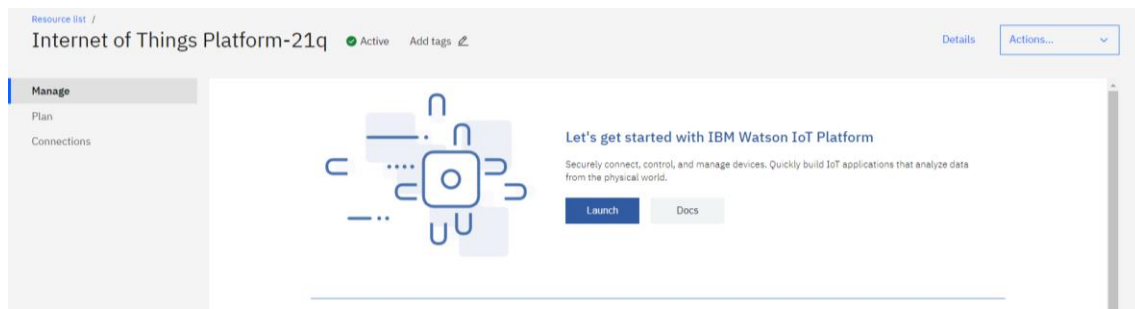 Resource list /
Internet of Things Platform-21q Active Add tags Details Actions...
Manage
Plan
Connections
Let's get started with IBM Watson IoT Platform
Securely connect, control, and manage devices. Quickly build IoT applications that analyze data
from the physical world.
Launch Docs